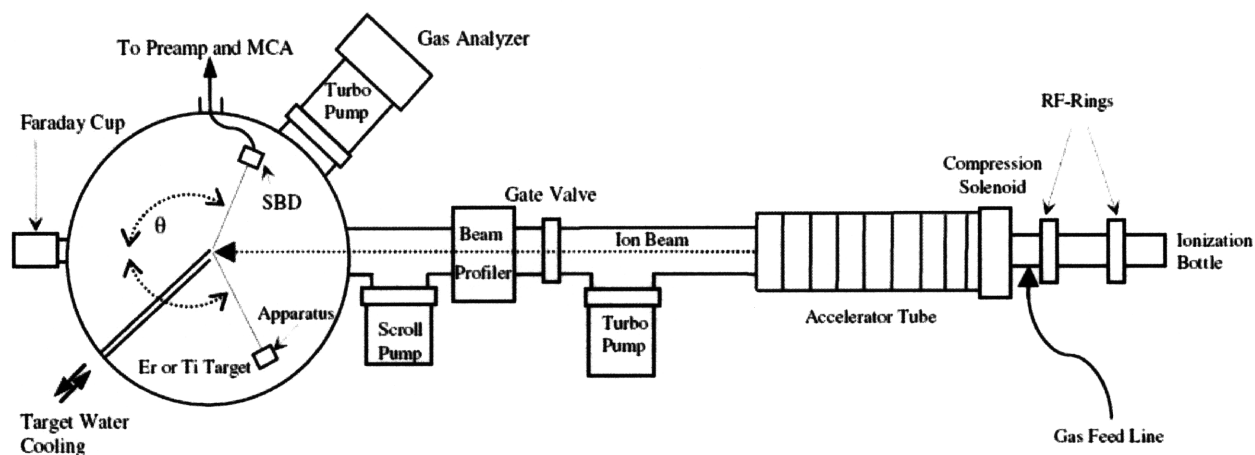 To Preamp and MCA
Gas Analyzer
Turbo
Pump
Faraday Cup
RF-Rings
SBD
θ
Compression
Solenoid
Gate Valve
Beam
Profiler
Ion Beam
Ionization
Bottle
Apparatus
Scroll
Pump
Turbo
Pump
Accelerator Tube
Er or Ti Target
Target Water
Cooling
Gas Feed Line